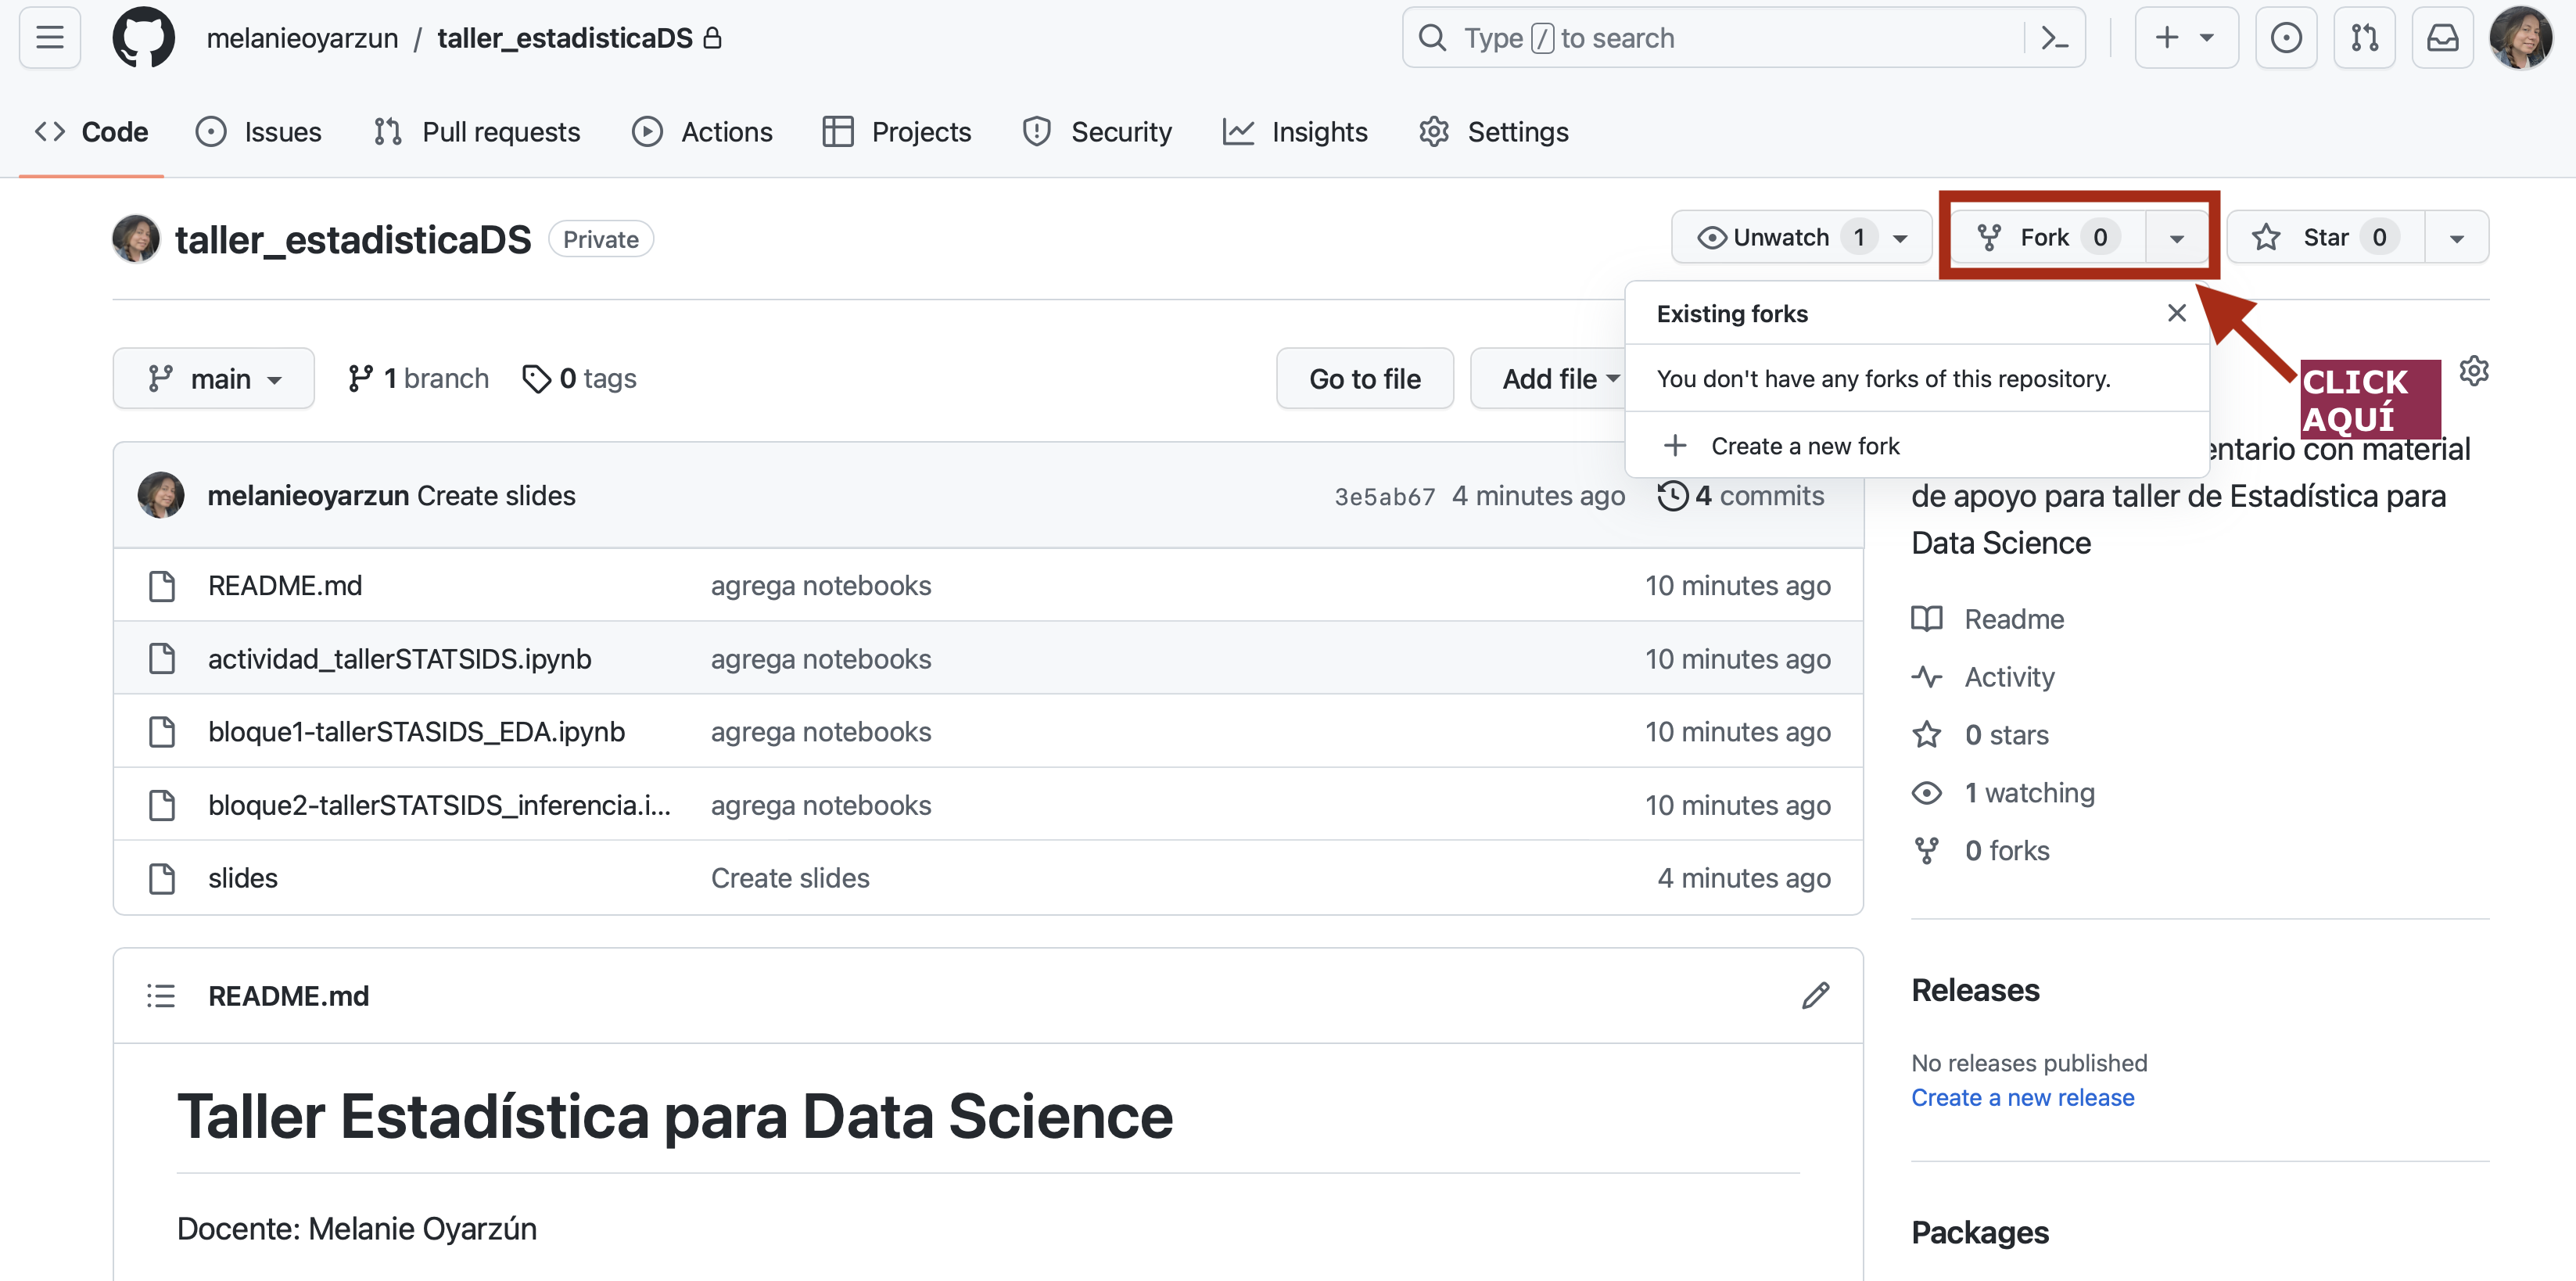 melanieoyarzun / taller_estadisticaDS
Type / to search
Code Issues Pull requests Actions Projects Security Insights Settings
taller_estadisticaDS Private
Unwatch 1 Fork 0 Star 0
Existing forks
You don't have any forks of this repository.
Create a new fork
CLICK
AQUÍ
main 1 branch 0 tags Go to file Add file
con material
de apoyo para taller de Estadística para
Data Science
melanieoyarzun Create slides 3e5ab67 4 minutes ago 4 commits
README.md agrega notebooks 10 minutes ago
actividad_tallerSTATSIDS.ipynb agrega notebooks 10 minutes ago
bloque1-tallerSTASIDS_EDA.ipynb agrega notebooks 10 minutes ago
bloque2-tallerSTATSIDS_inferencia.i... agrega notebooks 10 minutes ago
slides Create slides 4 minutes ago
Readme
Activity
0 stars
1 watching
0 forks
Releases
No releases published
Create a new release
Packages
README.md
Taller Estadística para Data Science
Docente: Melanie Oyarzún